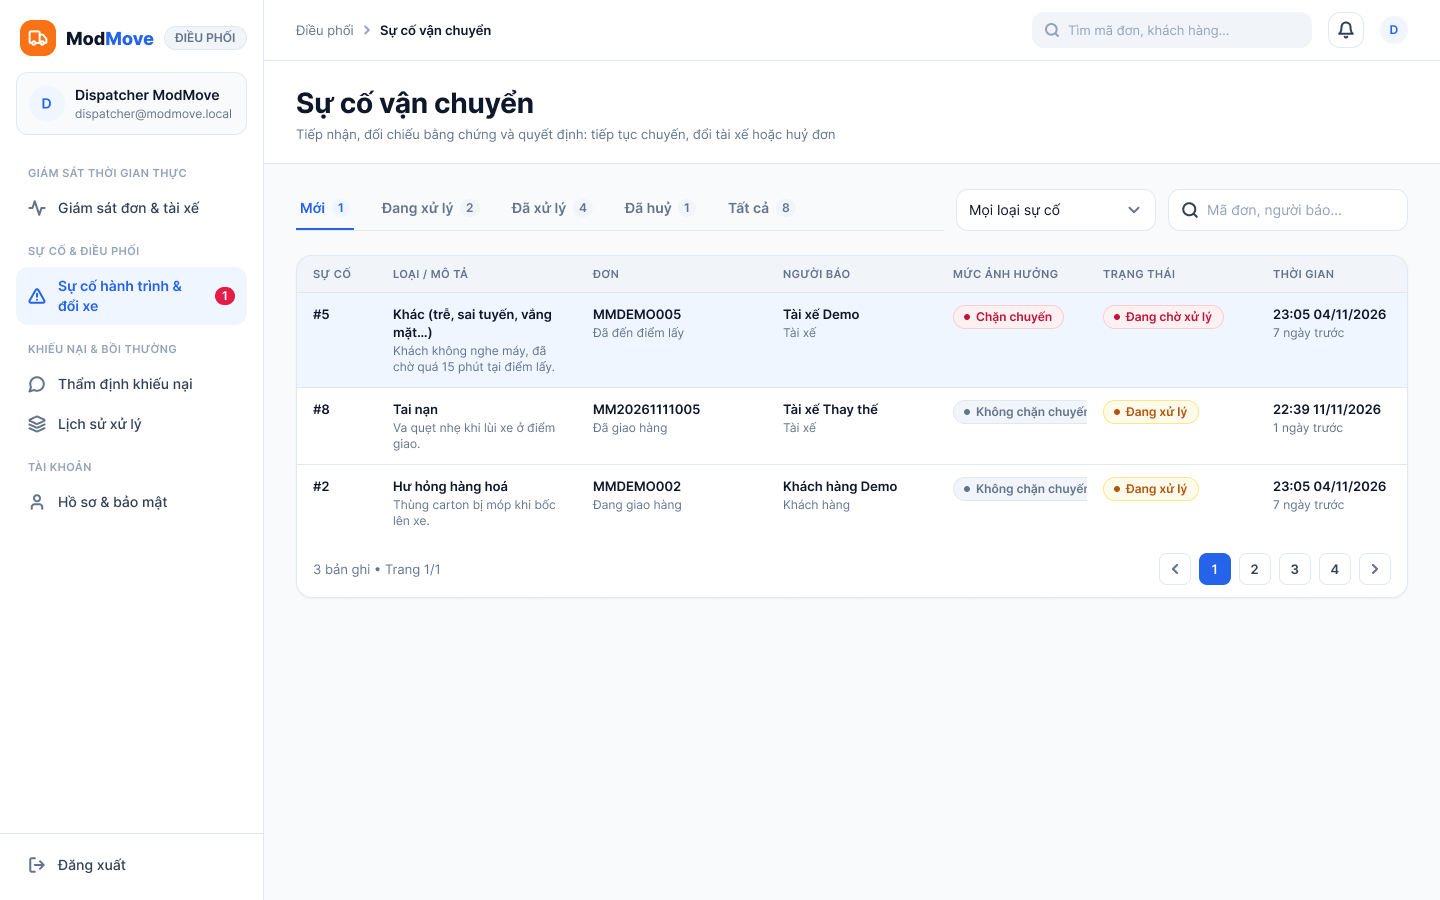 ModMove
ĐIỀU PHỐI
D
Dispatcher ModMove
dispatcher@modmove.local
GIÁM SÁT THỜI GIAN THỰC
Giám sát đơn & tài xế
SỰ CỐ & ĐIỀU PHỐI
Sự cố hành trình &
đổi xe
1
KHIẾU NẠI & BỒI THƯỜNG
Thẩm định khiếu nại
Lịch sử xử lý
TÀI KHOẢN
Hồ sơ & bảo mật
Đăng xuất
Điều phối
Sự cố vận chuyển
Tìm mã đơn, khách hàng...
D
Sự cố vận chuyển
Tiếp nhận, đối chiếu bằng chứng và quyết định: tiếp tục chuyến, đổi tài xế hoặc huỷ đơn
Mới 1
Đang xử lý 2
Đã xử lý 4
Đã huỷ 1
Tất cả 8
Mọi loại sự cố
Mã đơn, người báo...
SỰ CỐ LOẠI / MÔ TẢ ĐƠN NGƯỜI BÁO MỨC ẢNH HƯỞNG TRẠNG THÁI THỜI GIAN
#5
Khác (trễ, sai tuyến, vắng
mặt...)
Khách không nghe máy, đã
chờ quá 15 phút tại điểm lấy.
MMDEMO005
Đã đến điểm lấy
Tài xế Demo
Tài xế
Chặn chuyến
Đang chờ xử lý
23:05 04/11/2026
7 ngày trước
#8
Tai nạn
Va quẹt nhẹ khi lùi xe ở điểm
giao.
MM20261111005
Đã giao hàng
Tài xế Thay thế
Tài xế
Không chặn chuyến
Đang xử lý
22:39 11/11/2026
1 ngày trước
#2
Hư hỏng hàng hoá
Thùng carton bị móp khi bốc
lên xe.
MMDEMO002
Đang giao hàng
Khách hàng Demo
Khách hàng
Không chặn chuyến
Đang xử lý
23:05 04/11/2026
7 ngày trước
3 bản ghi • Trang 1/1
1 2 3 4